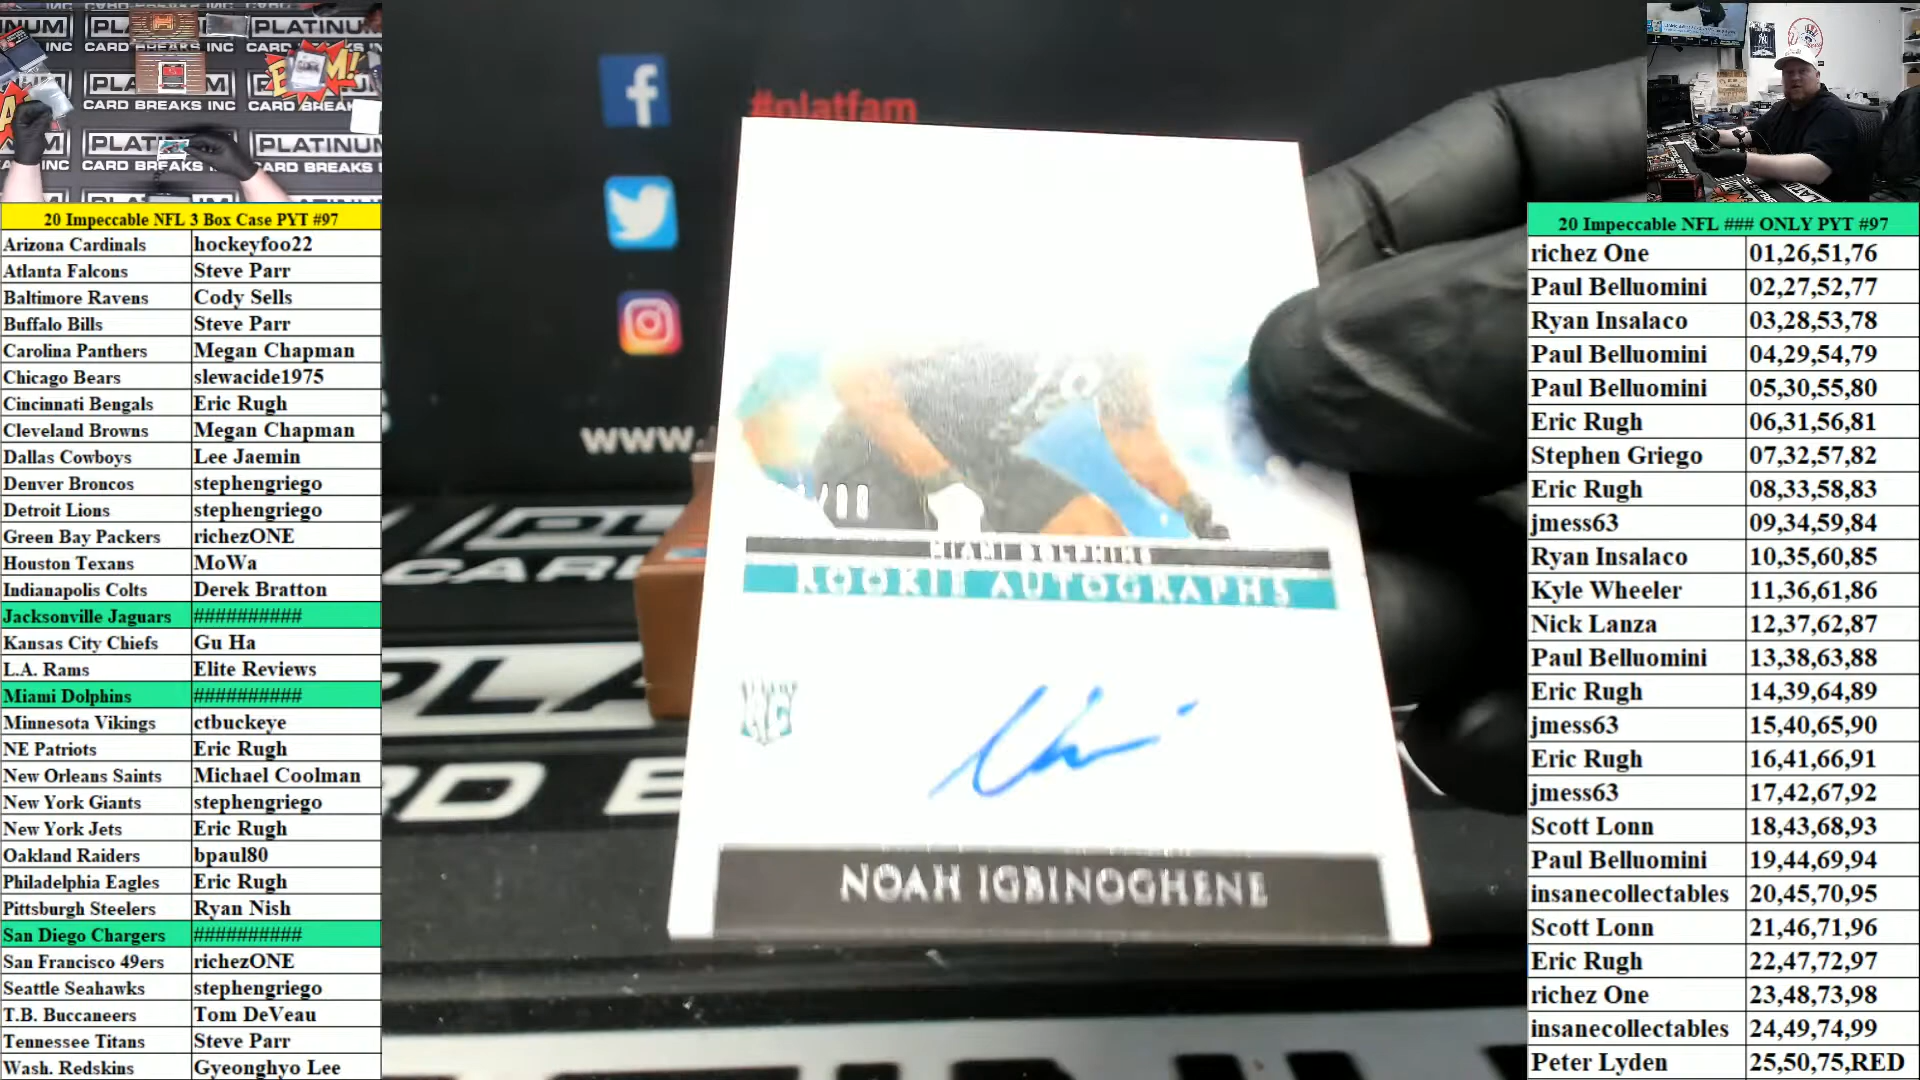 PLATINUM
CARD BREAKS INC
PLATINUM
CARD BREAKS INC
20 Impeccable NFL 3 Box Case PYT #97
Arizona Cardinals hockeyfoo22
Atlanta Falcons Steve Parr
Baltimore Ravens Cody Sells
Buffalo Bills Steve Parr
Carolina Panthers Megan Chapman
Chicago Bears slewacide1975
Cincinnati Bengals Eric Rugh
Cleveland Browns Megan Chapman
Dallas Cowboys Lee Jaemin
Denver Broncos stephengriego
Detroit Lions stephengriego
Green Bay Packers richezONE
Houston Texans MoWa
Indianapolis Colts Derek Bratton
Jacksonville Jaguars ##########
Kansas City Chiefs Gu Ha
L.A. Rams Elite Reviews
Miami Dolphins ##########
Minnesota Vikings ctbuckeye
NE Patriots Eric Rugh
New Orleans Saints Michael Coolman
New York Giants stephengriego
New York Jets Eric Rugh
Oakland Raiders bpaul80
Philadelphia Eagles Eric Rugh
Pittsburgh Steelers Ryan Nish
San Diego Chargers ##########
San Francisco 49ers richezONE
Seattle Seahawks stephengriego
T.B. Buccaneers Tom DeVeau
Tennessee Titans Steve Parr
Wash. Redskins Gyeonghyo Lee
#platfam
www.
MIAMI DOLPHINS
ROOKIE AUTOGRAPHS
RC
NOAH IGBINOGHENE
20 Impeccable NFL ### ONLY PYT #97
richez One 01,26,51,76
Paul Belluomini 02,27,52,77
Ryan Insalaco 03,28,53,78
Paul Belluomini 04,29,54,79
Paul Belluomini 05,30,55,80
Eric Rugh 06,31,56,81
Stephen Griego 07,32,57,82
Eric Rugh 08,33,58,83
jmess63 09,34,59,84
Ryan Insalaco 10,35,60,85
Kyle Wheeler 11,36,61,86
Nick Lanza 12,37,62,87
Paul Belluomini 13,38,63,88
Eric Rugh 14,39,64,89
jmess63 15,40,65,90
Eric Rugh 16,41,66,91
jmess63 17,42,67,92
Scott Lonn 18,43,68,93
Paul Belluomini 19,44,69,94
insanecollectables 20,45,70,95
Scott Lonn 21,46,71,96
Eric Rugh 22,47,72,97
richez One 23,48,73,98
insanecollectables 24,49,74,99
Peter Lyden 25,50,75,RED